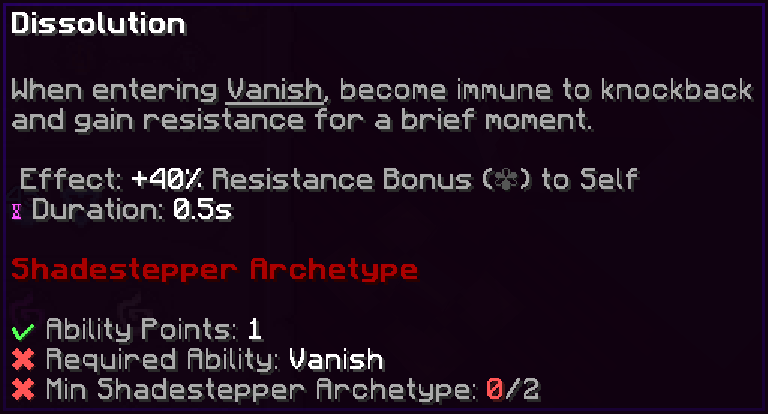 Dissolution
When entering Vanish, become immune to knockback
and gain resistance for a brief moment.
Effect: +40% Resistance Bonus (✤) to Self
⧖ Duration: 0.5s
Shadestepper Archetype
✔ Ability Points: 1
✖ Required Ability: Vanish
✖ Min Shadestepper Archetype: 0/2